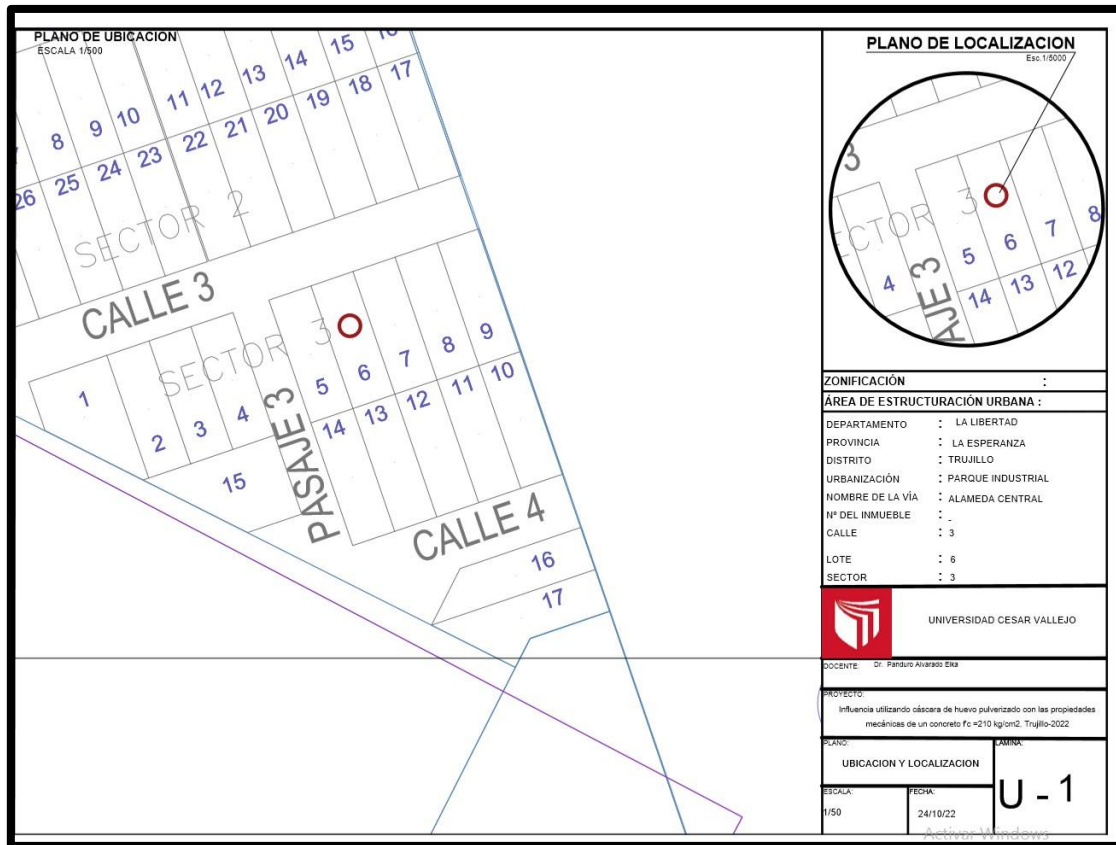 PLANO DE UBICACION
ESCALA 1/500
15
14
17
13
18
12
19
11
20
10
21
9
22
8
23
24
25
26
SECTOR 2
CALLE 3
SECTOR 3
1
2
3
4
5
6
7
8
9
10
11
12
13
14
15
PASAJE 3
CALLE 4
16
17
PLANO DE LOCALIZACION
Esc.1/5000
3
3
4
5
6
7
8
14
13
12
AJE 3
ZONIFICACIÓN :
ÁREA DE ESTRUCTURACIÓN URBANA :
DEPARTAMENTO : LA LIBERTAD
PROVINCIA : LA ESPERANZA
DISTRITO : TRUJILLO
URBANIZACIÓN : PARQUE INDUSTRIAL
NOMBRE DE LA VÍA : ALAMEDA CENTRAL
Nº DEL INMUEBLE : -
CALLE : 3
LOTE : 6
SECTOR : 3
UNIVERSIDAD CESAR VALLEJO
DOCENTE: Dr. Panduro Alvarado Elka
PROYECTO:
Influencia utilizando cáscara de huevo pulverizado con las propiedades
mecánicas de un concreto f'c =210 kg/cm2. Trujillo-2022
PLANO:
UBICACION Y LOCALIZACION
LAMINA:
U - 1
ESCALA:
1/50
FECHA:
24/10/22
Activar Windows